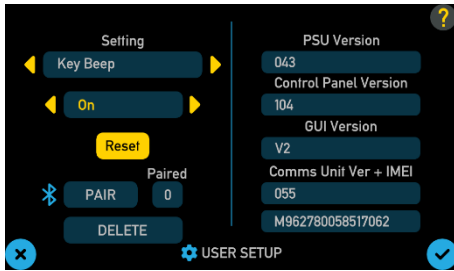 ?
Setting
Key Beep
On
Reset
Paired
PAIR
0
DELETE
PSU Version
043
Control Panel Version
104
GUI Version
V2
Comms Unit Ver + IMEI
055
M962780058517062
USER SETUP